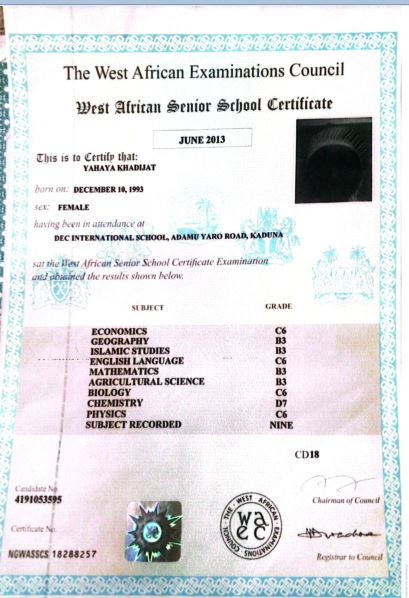 The West African Examinations Council
West African Senior School Certificate
JUNE 2013
This is to Certify that:
YAHAYA KHADIJAT
born on: DECEMBER 10, 1993
sex: FEMALE
having been in attendance at
DEC INTERNATIONAL SCHOOL, ADAMU YARO ROAD, KADUNA
sat the West African Senior School Certificate Examination
and obtained the results shown below.
SUBJECT GRADE
ECONOMICS C6
GEOGRAPHY B3
ISLAMIC STUDIES B3
ENGLISH LANGUAGE C6
MATHEMATICS B3
AGRICULTURAL SCIENCE B3
BIOLOGY C6
CHEMISTRY D7
PHYSICS C6
SUBJECT RECORDED NINE
CD18
Candidate No.
4191053595
Chairman of Council
Certificate No.
NGWASSCS 18288257
THE WEST AFRICAN EXAMINATIONS COUNCIL
wa
ec
Registrar to Council